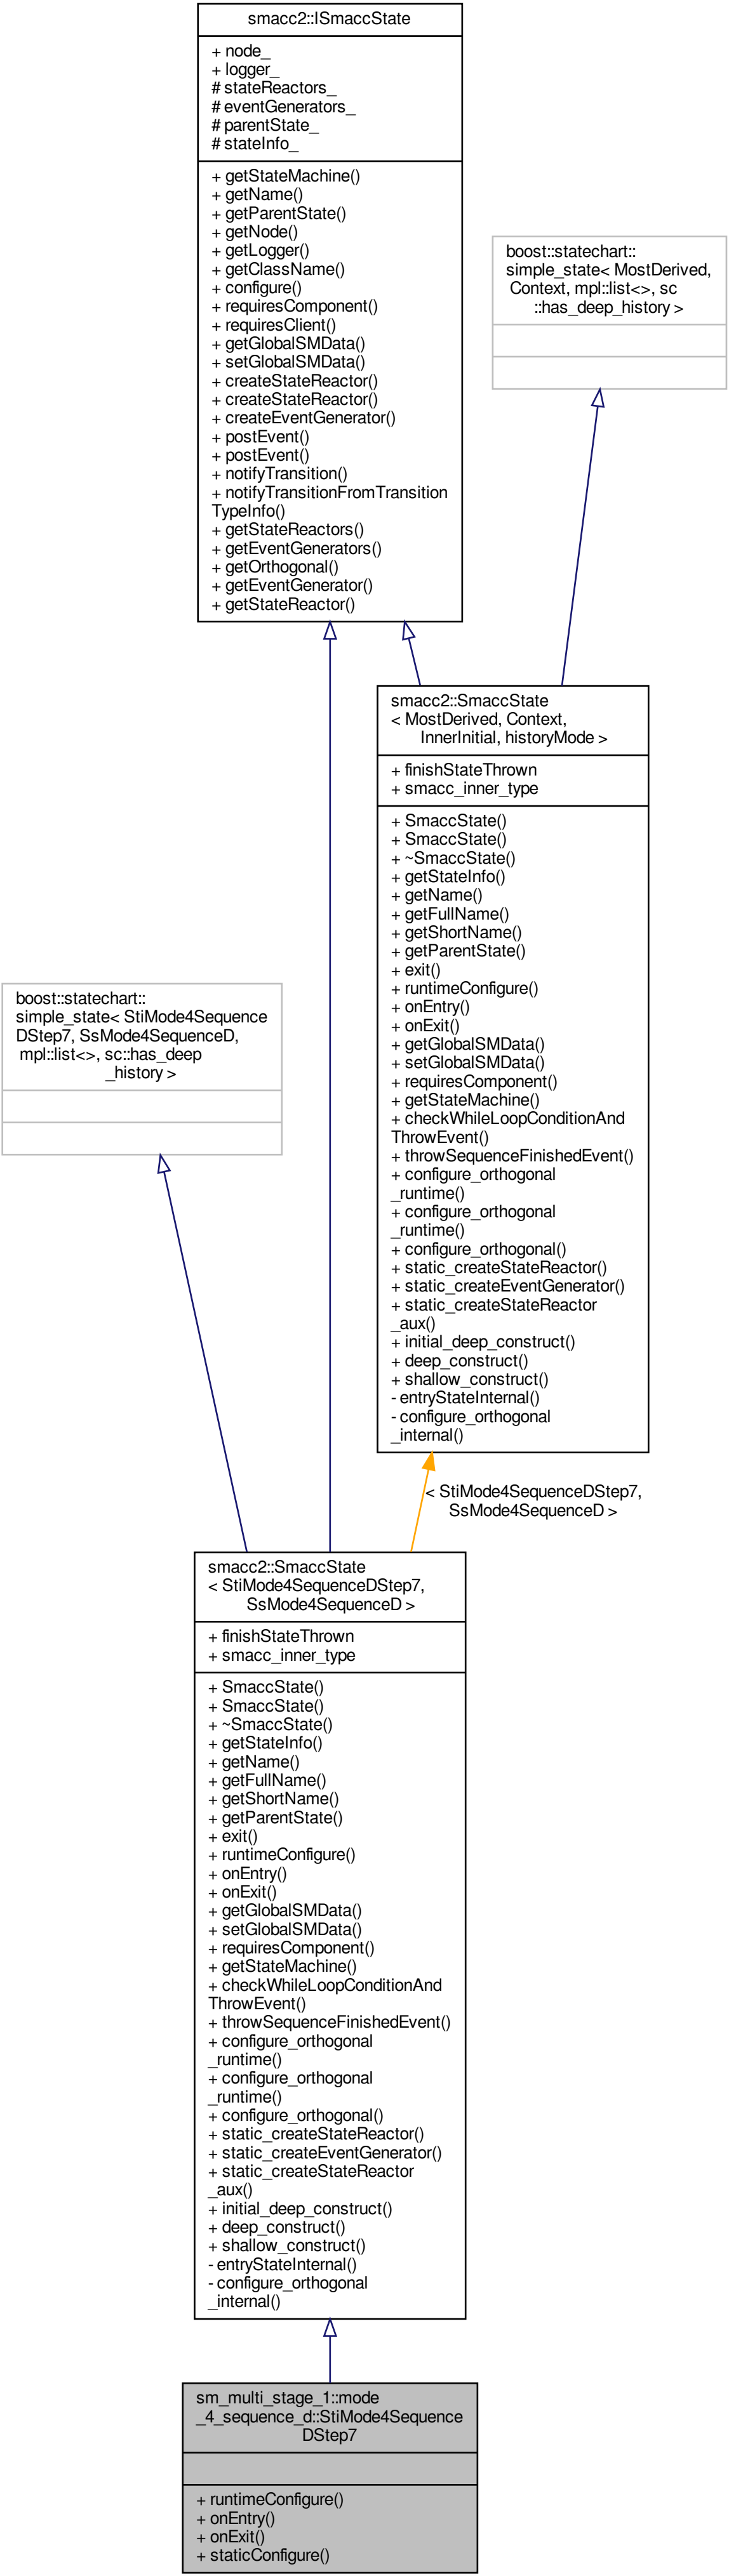 smacc2::ISmaccState
+ node_
+ logger_
# stateReactors_
# eventGenerators_
# parentState_
# stateInfo_
+ getStateMachine()
+ getName()
+ getParentState()
+ getNode()
+ getLogger()
+ getClassName()
+ configure()
+ requiresComponent()
+ requiresClient()
+ getGlobalSMData()
+ setGlobalSMData()
+ createStateReactor()
+ createStateReactor()
+ createEventGenerator()
+ postEvent()
+ postEvent()
+ notifyTransition()
+ notifyTransitionFromTransition
TypeInfo()
+ getStateReactors()
+ getEventGenerators()
+ getOrthogonal()
+ getEventGenerator()
+ getStateReactor()
boost::statechart::
simple_state< MostDerived,
Context, mpl::list<>, sc
::has_deep_history >
smacc2::SmaccState
< MostDerived, Context,
InnerInitial, historyMode >
+ finishStateThrown
+ smacc_inner_type
+ SmaccState()
+ SmaccState()
+ ~SmaccState()
+ getStateInfo()
+ getName()
+ getFullName()
+ getShortName()
+ getParentState()
+ exit()
+ runtimeConfigure()
+ onEntry()
+ onExit()
+ getGlobalSMData()
+ setGlobalSMData()
+ requiresComponent()
+ getStateMachine()
+ checkWhileLoopConditionAnd
ThrowEvent()
+ throwSequenceFinishedEvent()
+ configure_orthogonal
_runtime()
+ configure_orthogonal
_runtime()
+ configure_orthogonal()
+ static_createStateReactor()
+ static_createEventGenerator()
+ static_createStateReactor
_aux()
+ initial_deep_construct()
+ deep_construct()
+ shallow_construct()
- entryStateInternal()
- configure_orthogonal
_internal()
boost::statechart::
simple_state< StiMode4Sequence
DStep7, SsMode4SequenceD,
mpl::list<>, sc::has_deep
_history >
< StiMode4SequenceDStep7,
SsMode4SequenceD >
smacc2::SmaccState
< StiMode4SequenceDStep7,
SsMode4SequenceD >
+ finishStateThrown
+ smacc_inner_type
+ SmaccState()
+ SmaccState()
+ ~SmaccState()
+ getStateInfo()
+ getName()
+ getFullName()
+ getShortName()
+ getParentState()
+ exit()
+ runtimeConfigure()
+ onEntry()
+ onExit()
+ getGlobalSMData()
+ setGlobalSMData()
+ requiresComponent()
+ getStateMachine()
+ checkWhileLoopConditionAnd
ThrowEvent()
+ throwSequenceFinishedEvent()
+ configure_orthogonal
_runtime()
+ configure_orthogonal
_runtime()
+ configure_orthogonal()
+ static_createStateReactor()
+ static_createEventGenerator()
+ static_createStateReactor
_aux()
+ initial_deep_construct()
+ deep_construct()
+ shallow_construct()
- entryStateInternal()
- configure_orthogonal
_internal()
sm_multi_stage_1::mode
_4_sequence_d::StiMode4Sequence
DStep7
+ runtimeConfigure()
+ onEntry()
+ onExit()
+ staticConfigure()